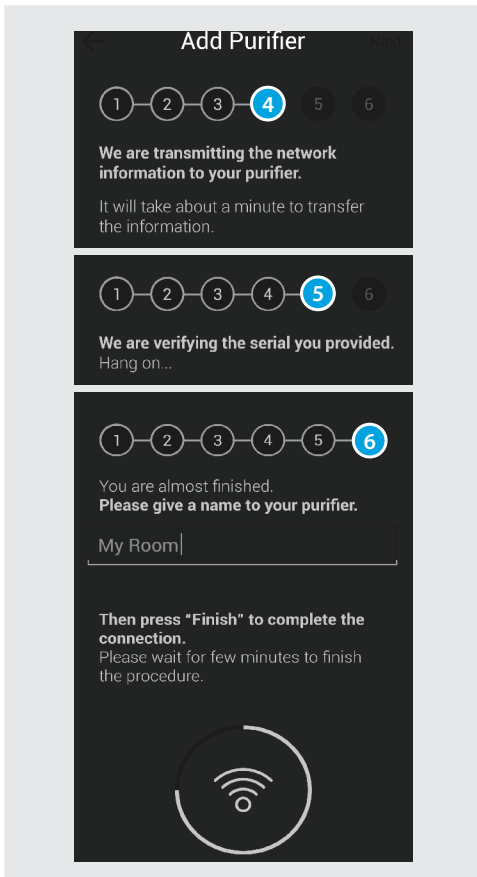 Add Purifier Next
1 2 3 4 5 6
We are transmitting the network
information to your purifier.
It will take about a minute to transfer
the information.
1 2 3 4 5 6
We are verifying the serial you provided.
Hang on...
1 2 3 4 5 6
You are almost finished.
Please give a name to your purifier.
My Room
Then press “Finish” to complete the
connection.
Please wait for few minutes to finish
the procedure.